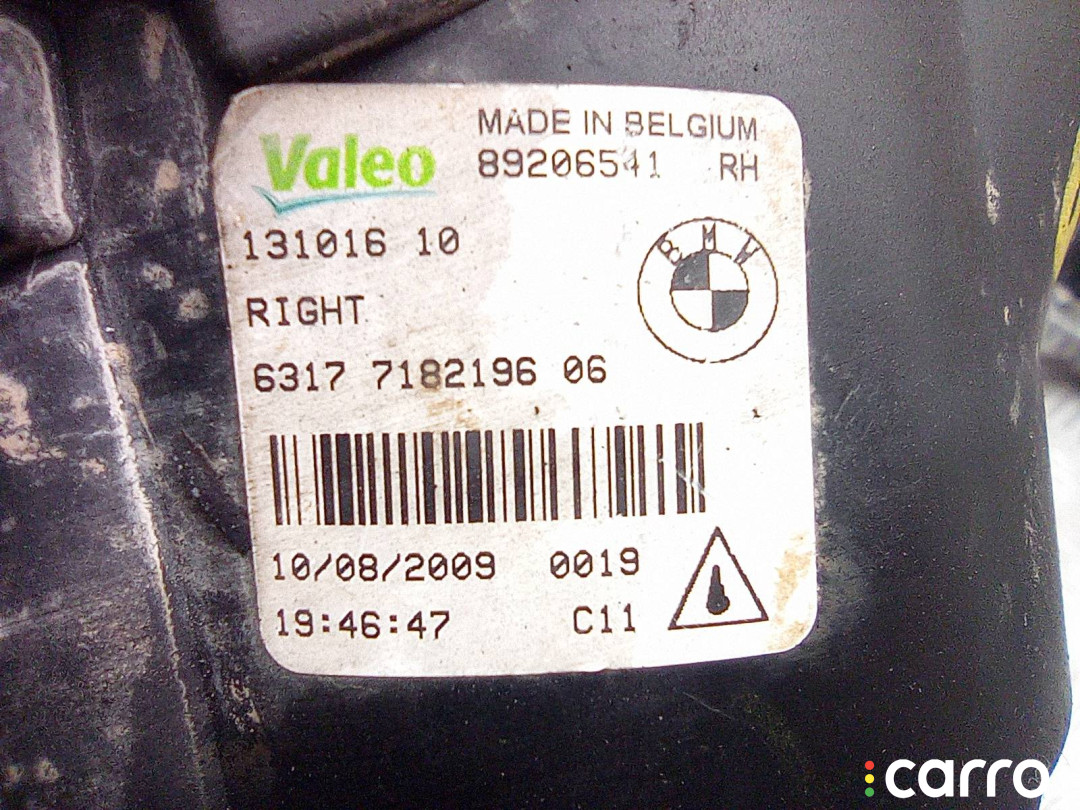 Valeo
MADE IN BELGIUM
89206541 RH
131016 10
RIGHT
BMW
6317 7182196 06
10/08/2009 0019
19:46:47 C11
carro